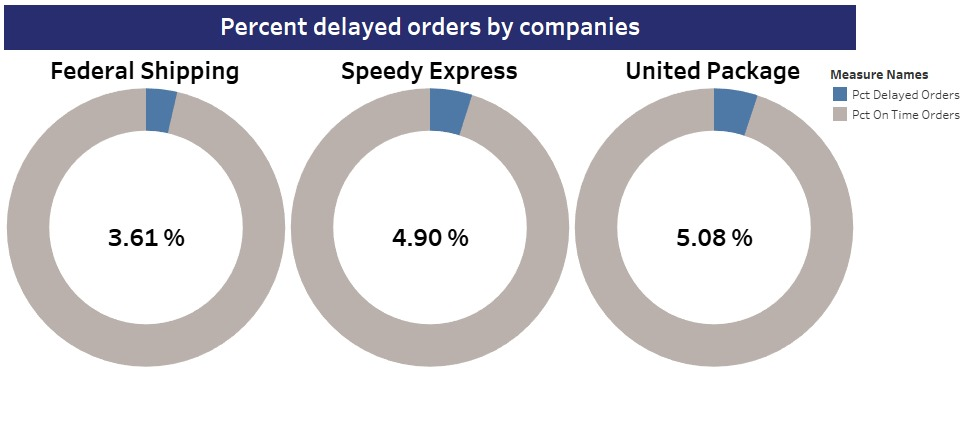 Percent delayed orders by companies
Federal Shipping
Speedy Express
United Package
Measure Names
Pct Delayed Orders
Pct On Time Orders
3.61 %
4.90 %
5.08 %